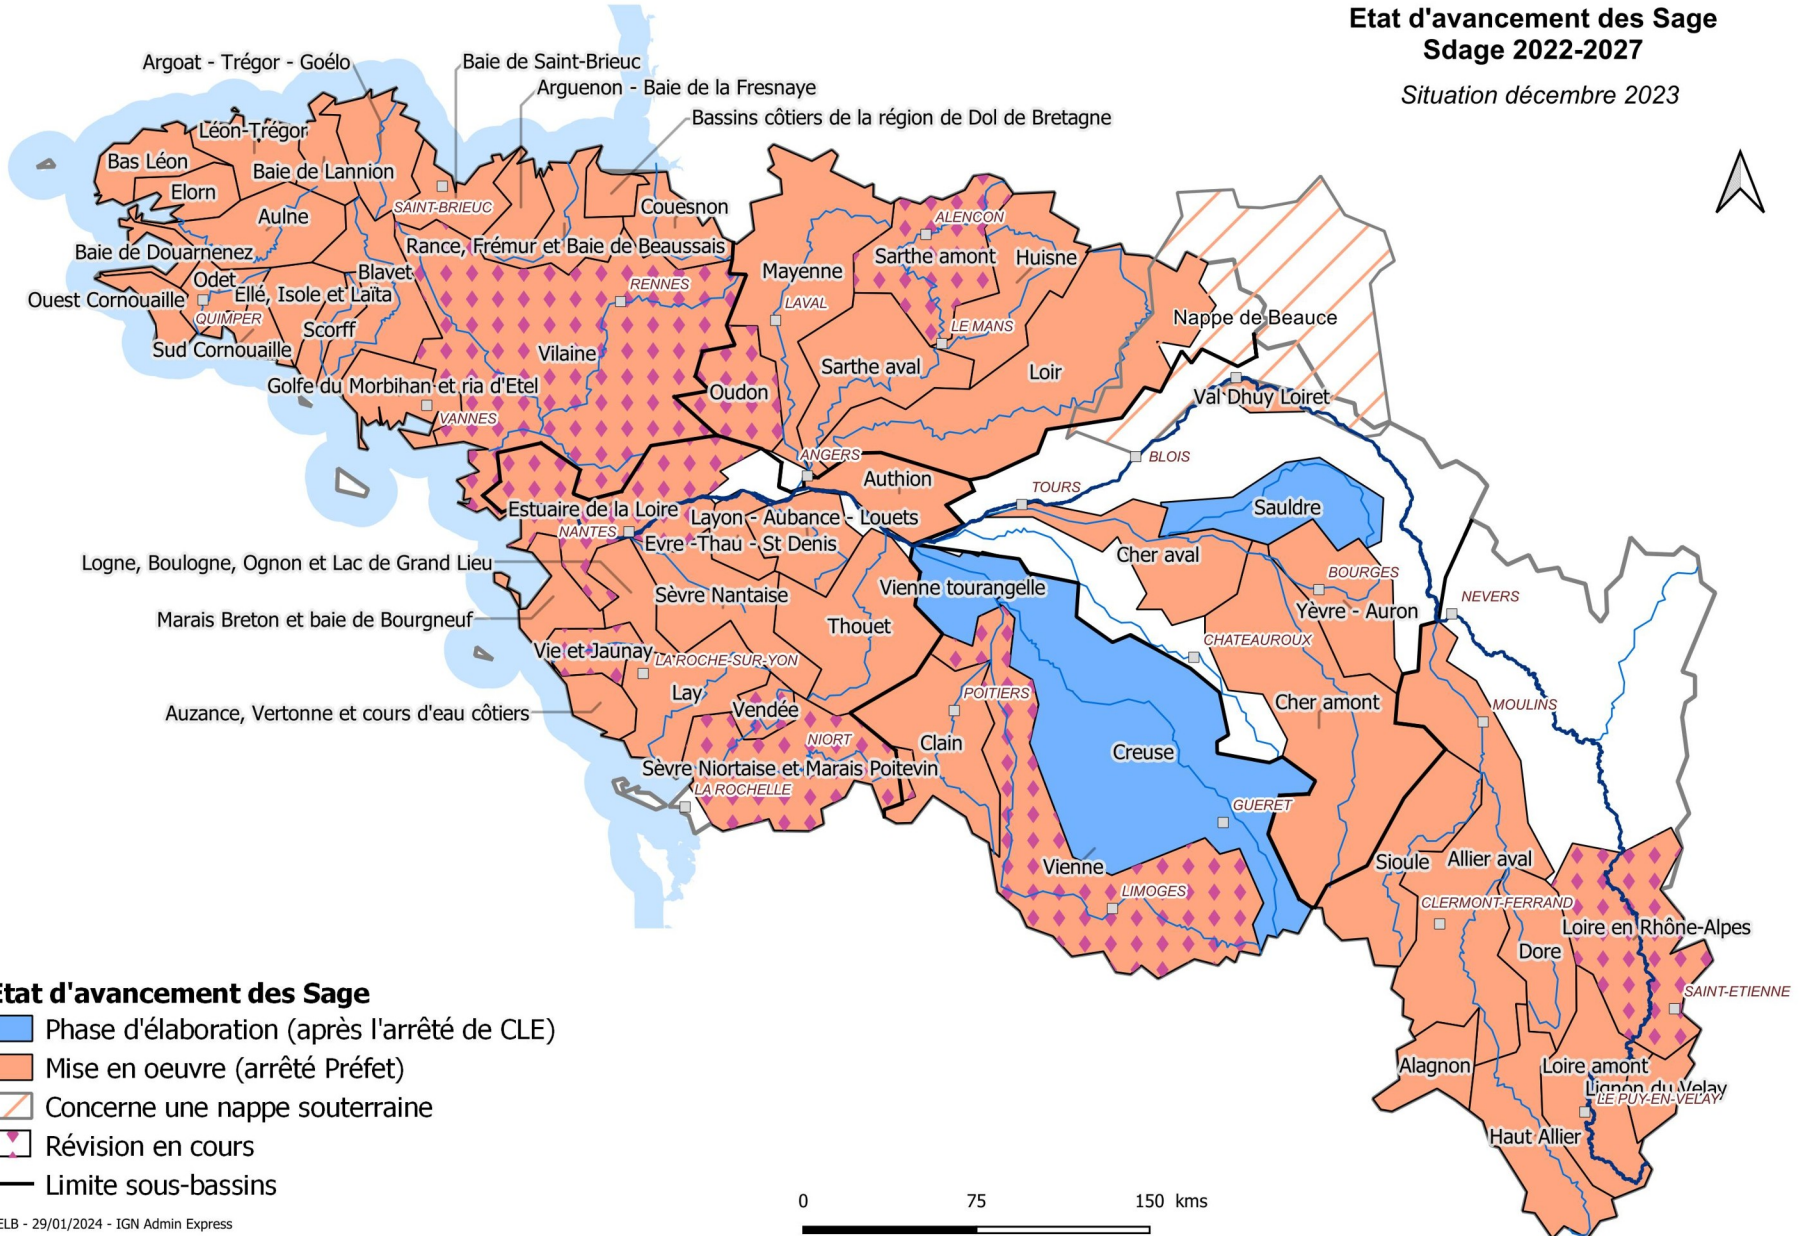 Etat d'avancement des Sage
Sdage 2022-2027
Situation décembre 2023
Argoat - Trégor - Goélo
Baie de Saint-Brieuc
Arguenon - Baie de la Fresnaye
Bassins côtiers de la région de Dol de Bretagne
Léon-Trégor
Bas Léon
Baie de Lannion
Elorn
SAINT-BRIEUC
Couesnon
ALENCON
Aulne
Rance, Frémur et Baie de Beaussais
Baie de Douarnenez
Sarthe amont
Huisne
Mayenne
Blavet
Odet
RENNES
Ellé, Isole et Laïta
Ouest Cornouaille
LAVAL
QUIMPER
Nappe de Beauce
Scorff
LE MANS
Sud Cornouaille
Vilaine
Sarthe aval
Loir
Golfe du Morbihan et ria d'Etel
Oudon
Val Dhuy Loiret
VANNES
ANGERS
BLOIS
Authion
TOURS
Estuaire de la Loire
Sauldre
Layon - Aubance - Louets
NANTES
Evre -Thau - St Denis
Cher aval
Logne, Boulogne, Ognon et Lac de Grand Lieu
BOURGES
Vienne tourangelle
Sèvre Nantaise
NEVERS
Yèvre - Auron
Marais Breton et baie de Bourgneuf
Thouet
CHATEAUROUX
Vie et Jaunay
LA ROCHE-SUR-YON
Lay
POITIERS
Cher amont
MOULINS
Vendée
Auzance, Vertonne et cours d'eau côtiers
NIORT
Clain
Creuse
Sèvre Niortaise et Marais Poitevin
LA ROCHELLE
GUERET
Vienne
Sioule
Allier aval
LIMOGES
CLERMONT-FERRAND
Loire en Rhône-Alpes
Dore
SAINT-ETIENNE
Alagnon
Loire amont
Lignon du Velay
LE PUY-EN-VELAY
Haut Allier
Etat d'avancement des Sage
Phase d'élaboration (après l'arrêté de CLE)
Mise en oeuvre (arrêté Préfet)
Concerne une nappe souterraine
Révision en cours
Limite sous-bassins
ELB - 29/01/2024 - IGN Admin Express
0 75 150 kms